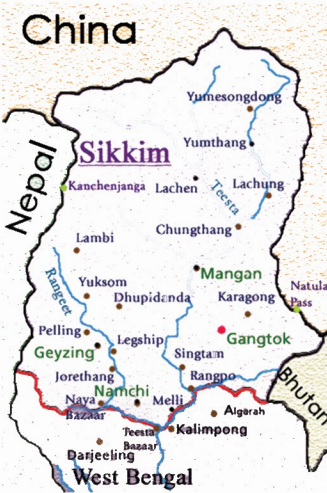 China
Yumesongdong
Yumthang
Sikkim
Nepal
Kanchenjanga
Lachen
Lachung
Teesta
Chungthang
Lambi
Mangan
Rangeet
Yuksom
Dhupidanda
Karagong
Natula
Pass
Pelling
Legship
Gangtok
Geyzing
Singtam
Jorethang
Rangpo
Bhutan
Namchi
Naya
Bazaar
Melli
Algarah
Teesta
Bazaar
Kalimpong
Darjeeling
West Bengal